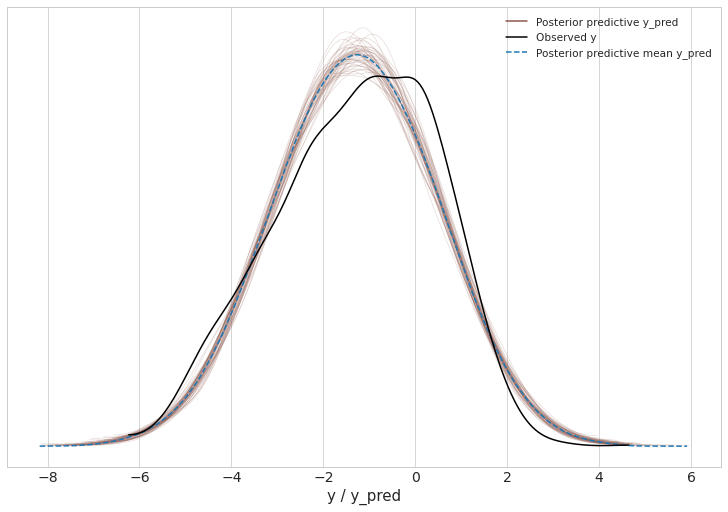 Posterior predictive y_pred
Observed y
Posterior predictive mean y_pred
−8 −6 −4 −2 0 2 4 6
y / y_pred